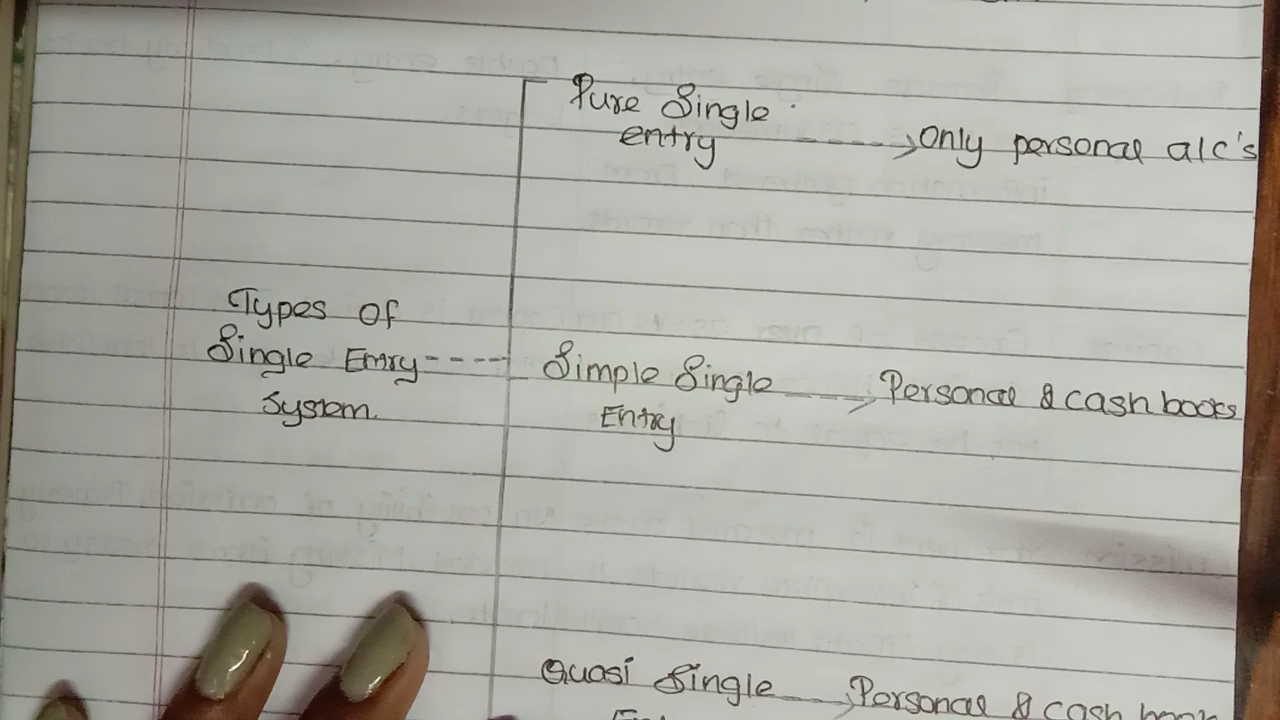 Pure Single
entry ----> Only personal a/c's
Types of
Single Entry ----
System.
Simple Single ----> Personal & cash books
Entry
Quasi Single --> Personal & cash book